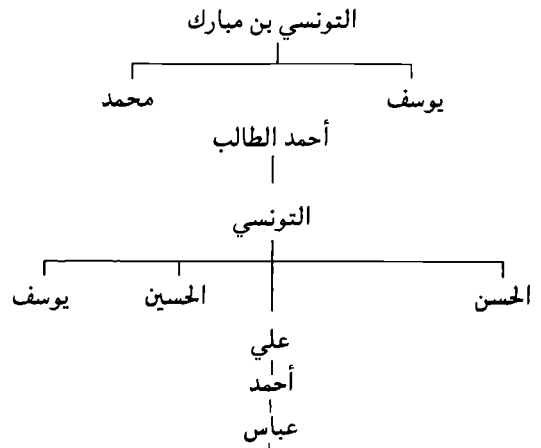 التونسي بن مبارك
يوسف محمد
أحمد الطالب
التونسي
الحسن الحسين يوسف
علي
أحمد
عباس